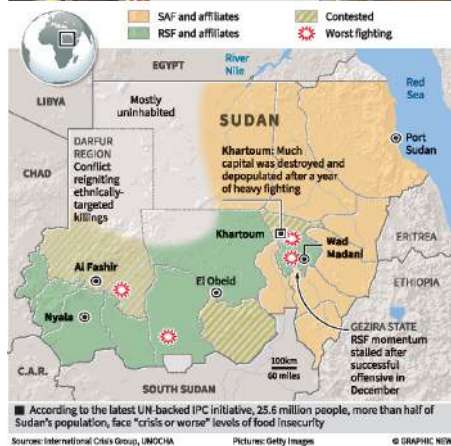 SAF and affiliates
Contested
RSF and affiliates
Worst fighting
EGYPT
River
Nile
Red
Sea
LIBYA
Mostly
uninhabited
SUDAN
Port
Sudan
DARFUR
REGION
Conflict
reigniting
ethnically-
targeted
killings
Khartoum: Much
capital was destroyed and
depopulated after a year
of heavy fighting
CHAD
Khartoum
Wad
Madani
ERITREA
Al Fashir
El Obeid
ETHIOPIA
Nyala
GEZIRA STATE
RSF momentum
stalled after
successful
offensive in
December
100km
60 miles
C.A.R.
SOUTH SUDAN
According to the latest UN-backed IPC initiative, 25.6 million people, more than half of
Sudan's population, face "crisis or worse" levels of food insecurity
Sources: International Crisis Group, UNOCHA
Pictures: Getty Images
© GRAPHIC NEW